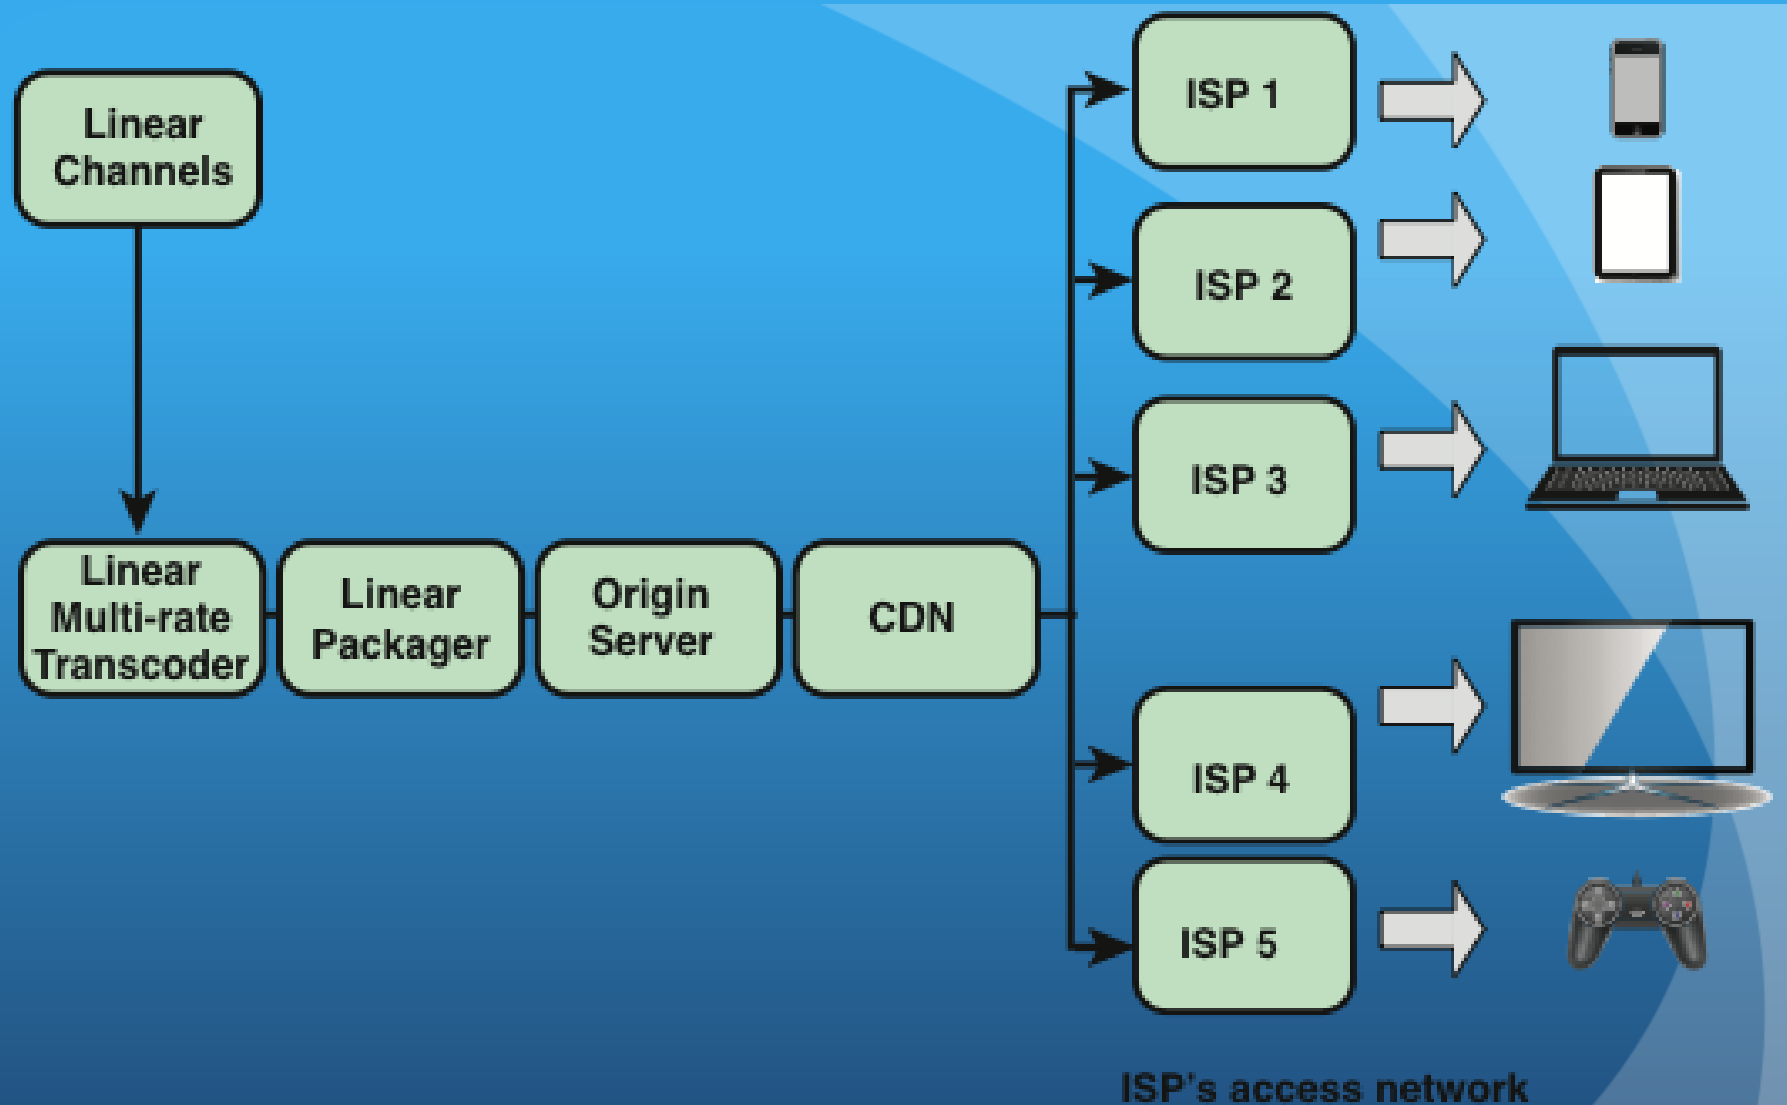 Linear
Channels
Linear
Multi-rate
Transcoder
Linear
Packager
Origin
Server
CDN
ISP 1
ISP 2
ISP 3
ISP 4
ISP 5
ISP's access network